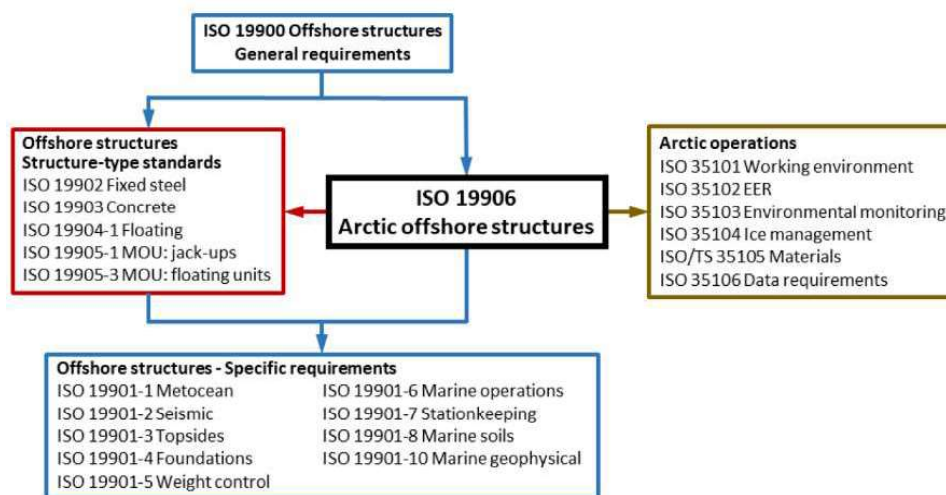 ISO 19900 Offshore structures
General requirements
Offshore structures
Structure-type standards
ISO 19902 Fixed steel
ISO 19903 Concrete
ISO 19904-1 Floating
ISO 19905-1 MOU: jack-ups
ISO 19905-3 MOU: floating units
ISO 19906
Arctic offshore structures
Arctic operations
ISO 35101 Working environment
ISO 35102 EER
ISO 35103 Environmental monitoring
ISO 35104 Ice management
ISO/TS 35105 Materials
ISO 35106 Data requirements
Offshore structures - Specific requirements
ISO 19901-1 Metocean
ISO 19901-2 Seismic
ISO 19901-3 Topsides
ISO 19901-4 Foundations
ISO 19901-5 Weight control
ISO 19901-6 Marine operations
ISO 19901-7 Stationkeeping
ISO 19901-8 Marine soils
ISO 19901-10 Marine geophysical